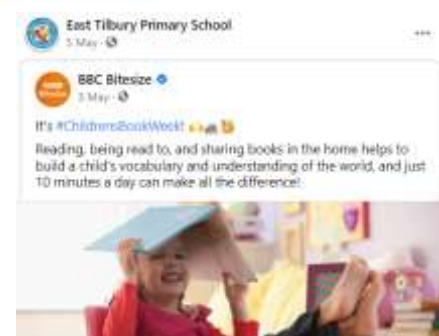 East Tilbury Primary School
5 May
BBC Bitesize
3 May
It's #ChildrensBookWeek!
Reading, being read to, and sharing books in the home helps to
build a child's vocabulary and understanding of the world, and just
10 minutes a day can make all the difference!